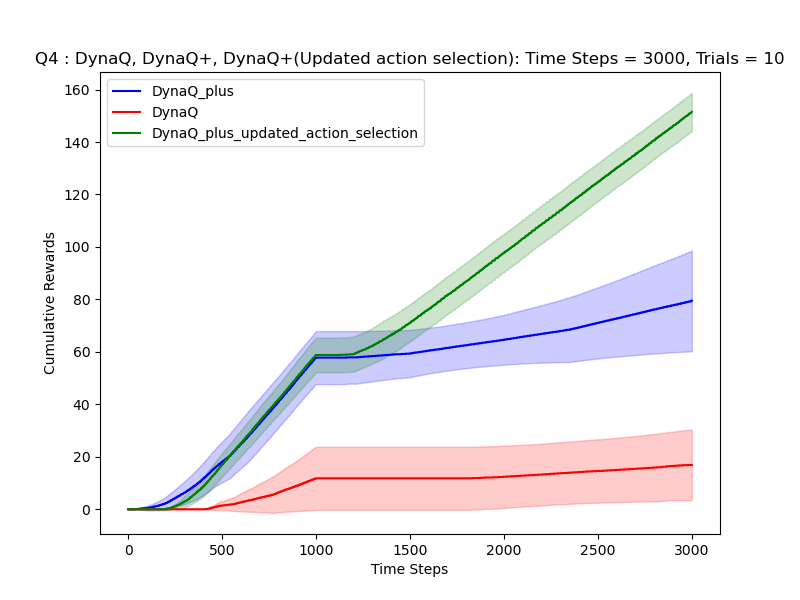 Q4 : DynaQ, DynaQ+, DynaQ+(Updated action selection): Time Steps = 3000, Trials = 10
DynaQ_plus
DynaQ
DynaQ_plus_updated_action_selection
160
140
120
100
80
60
40
20
0
Cumulative Rewards
0 500 1000 1500 2000 2500 3000
Time Steps